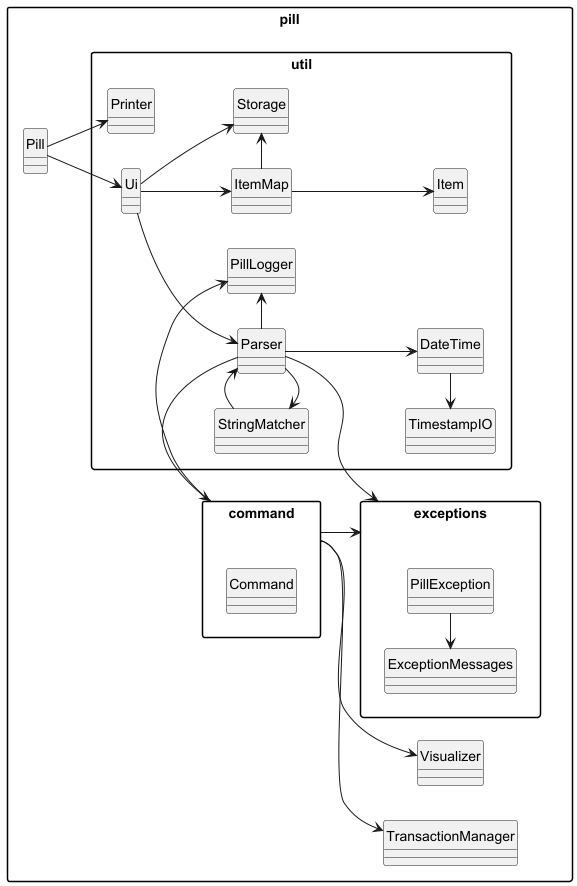 pill
util
Printer
Storage
Pill
Ui
ItemMap
Item
PillLogger
Parser
DateTime
StringMatcher
TimestampIO
command
exceptions
Command
PillException
ExceptionMessages
Visualizer
TransactionManager